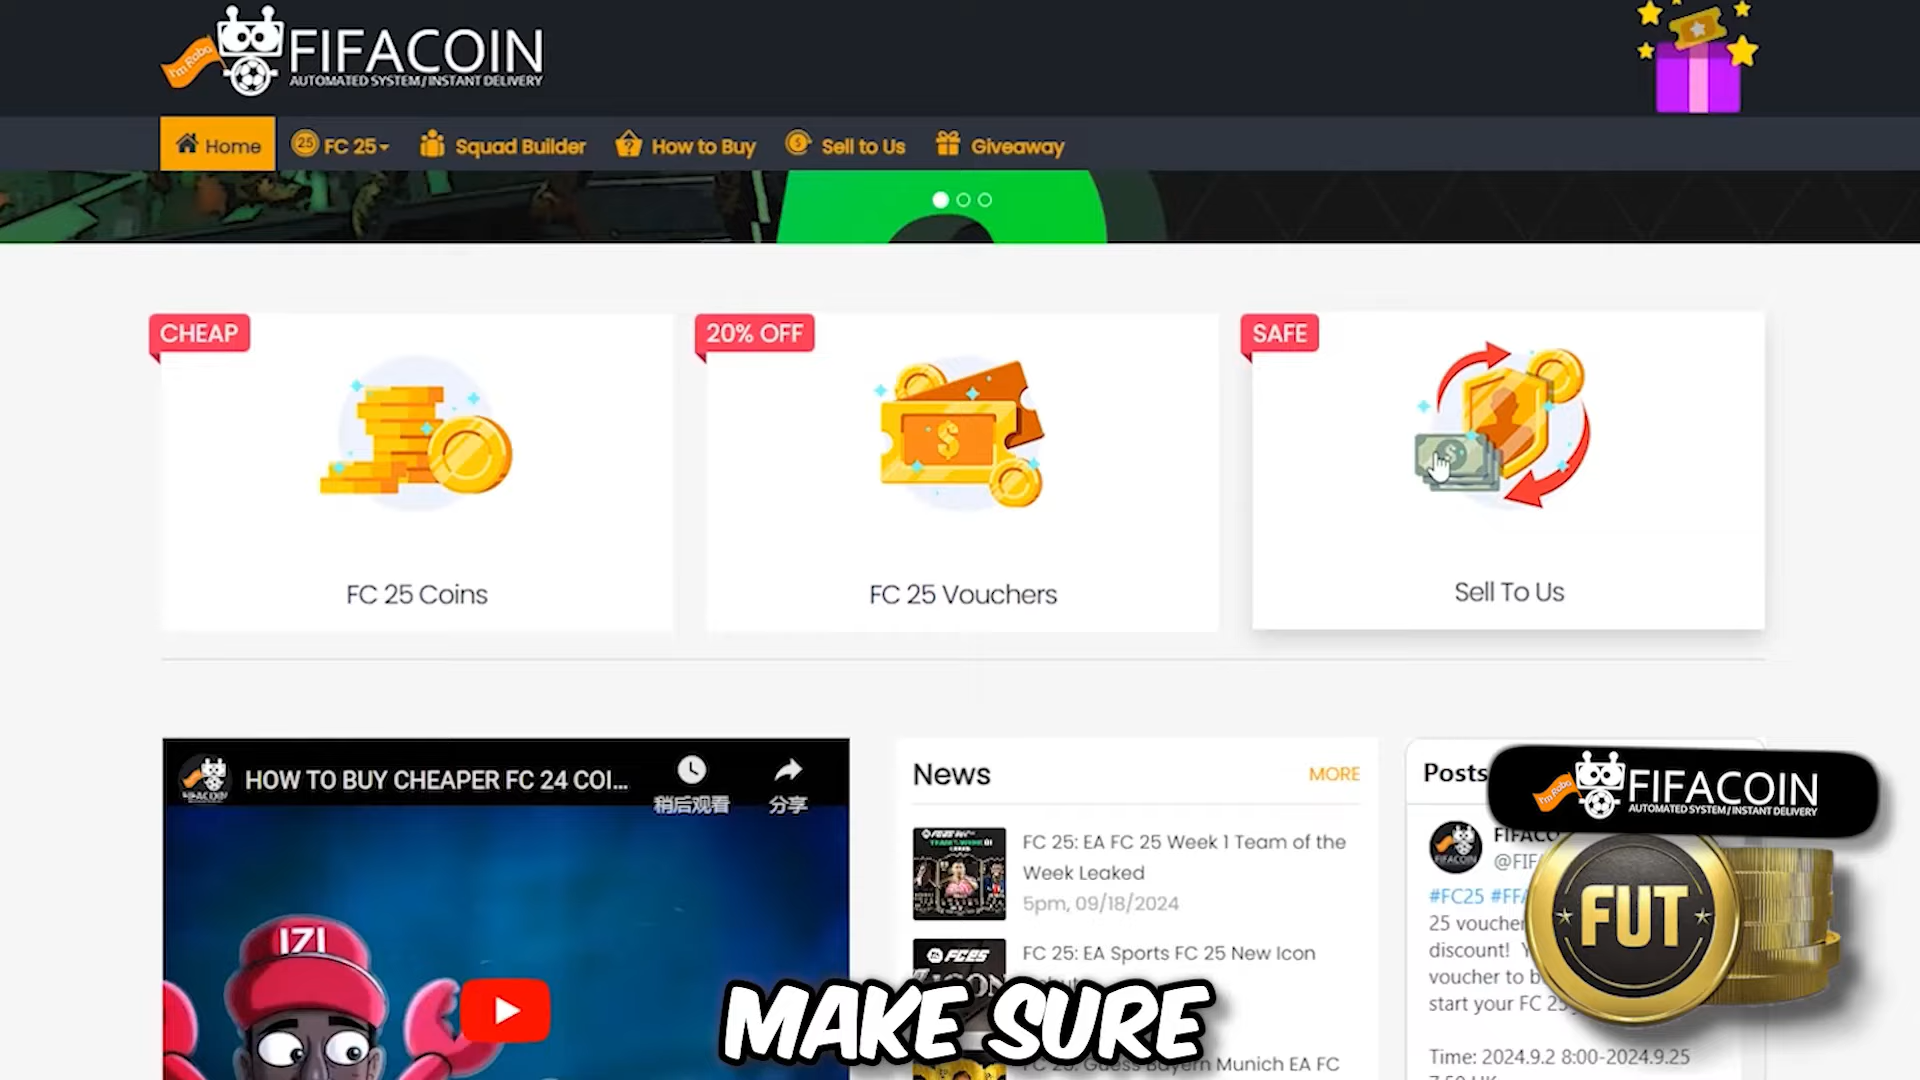 I'm Robo
FIFACOIN
AUTOMATED SYSTEM/INSTANT DELIVERY
Home
25
FC 25
Squad Builder
How to Buy
Sell to Us
Giveaway
CHEAP
20% OFF
SAFE
FC 25 Coins
FC 25 Vouchers
Sell To Us
HOW TO BUY CHEAPER FC 24 COI...
稍后观看
分享
171
News
MORE
FC 25: EA FC 25 Week 1 Team of the
Week Leaked
5pm, 09/18/2024
FC 25: EA Sports FC 25 New Icon
FC 25: Guess Bayern Munich EA FC
Posts
I'm Robo
FIFACOIN
AUTOMATED SYSTEM/INSTANT DELIVERY
#FC25
discount!
voucher to
start your FC 25
Time: 2024.9.2 8:00-2024.9.25
FUT
MAKE SURE